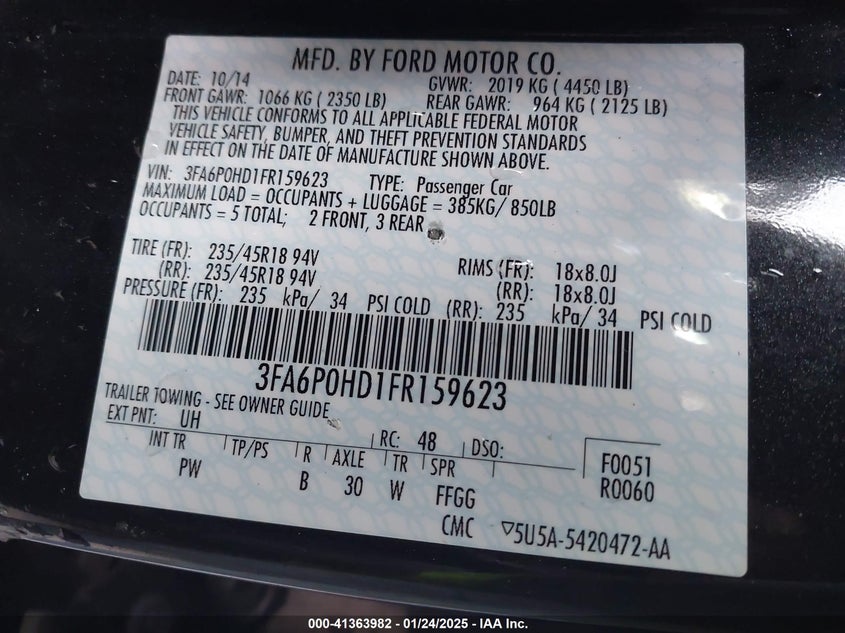 MFD. BY FORD MOTOR CO.
DATE: 10/14 GVWR: 2019 KG ( 4450 LB)
FRONT GAWR: 1066 KG ( 2350 LB) REAR GAWR: 964 KG ( 2125 LB)
THIS VEHICLE CONFORMS TO ALL APPLICABLE FEDERAL MOTOR
VEHICLE SAFETY, BUMPER, AND THEFT PREVENTION STANDARDS
IN EFFECT ON THE DATE OF MANUFACTURE SHOWN ABOVE.
VIN: 3FA6P0HD1FR159623 TYPE: Passenger Car
MAXIMUM LOAD = OCCUPANTS + LUGGAGE = 385KG/ 850LB
OCCUPANTS = 5 TOTAL; 2 FRONT, 3 REAR
TIRE (FR): 235/45R18 94V RIMS (FR): 18x8.0J
(RR): 235/45R18 94V (RR): 18x8.0J
PRESSURE (FR): 235 kPa/ 34 PSI COLD (RR): 235 kPa/ 34 PSI COLD
3FA6P0HD1FR159623
TRAILER TOWING - SEE OWNER GUIDE
EXT PNT: UH RC: 48 DSO:
INT TR TP/PS R AXLE TR SPR F0051
PW B 30 W FFGG R0060
CMC ▽5U5A-5420472-AA
000-41363982 - 01/24/2025 - IAA Inc.